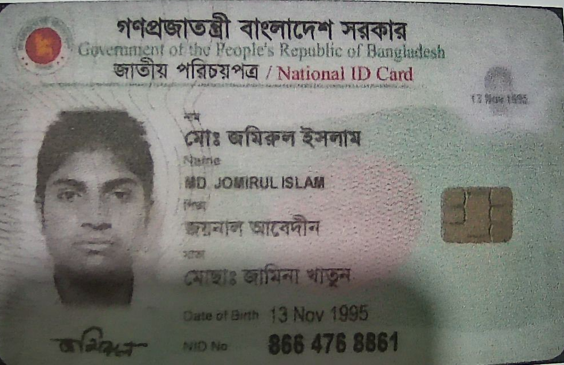 গণপ্রজাতন্ত্রী বাংলাদেশ সরকার
Government of the People's Republic of Bangladesh
জাতীয় পরিচয়পত্র / National ID Card
13 Nov 1995
নাম
মোঃ জমিরুল ইসলাম
Name
MD. JOMIRUL ISLAM
পিতা
জয়নাল আবেদীন
মাতা
মোছাঃ জামিনা খাতুন
Date of Birth 13 Nov 1995
NID No 866 476 8861